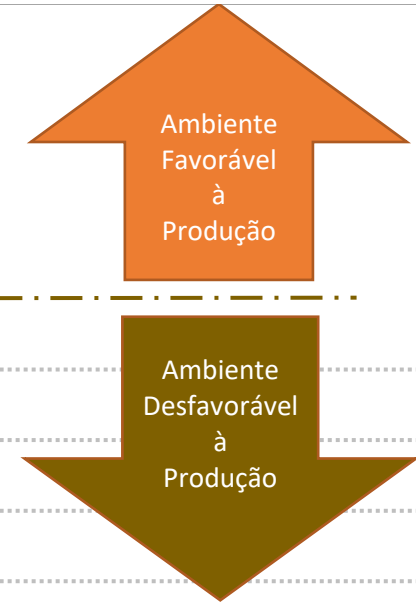 Ambiente
Favorável
à
Produção
Ambiente
Desfavorável
à
Produção